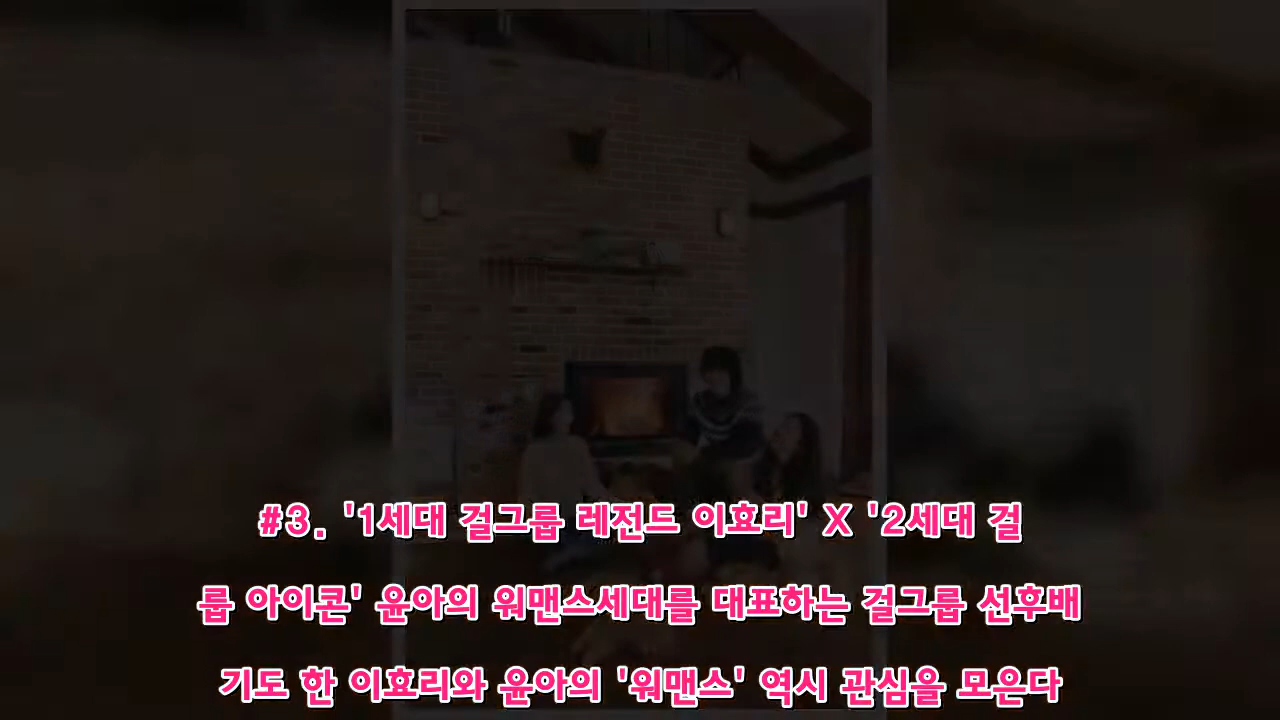 #3. '1세대 걸그룹 레전드 이효리' X '2세대 걸
룹 아이콘' 윤아의 워맨스세대를 대표하는 걸그룹 선후배
기도 한 이효리와 윤아의 '워맨스' 역시 관심을 모은다